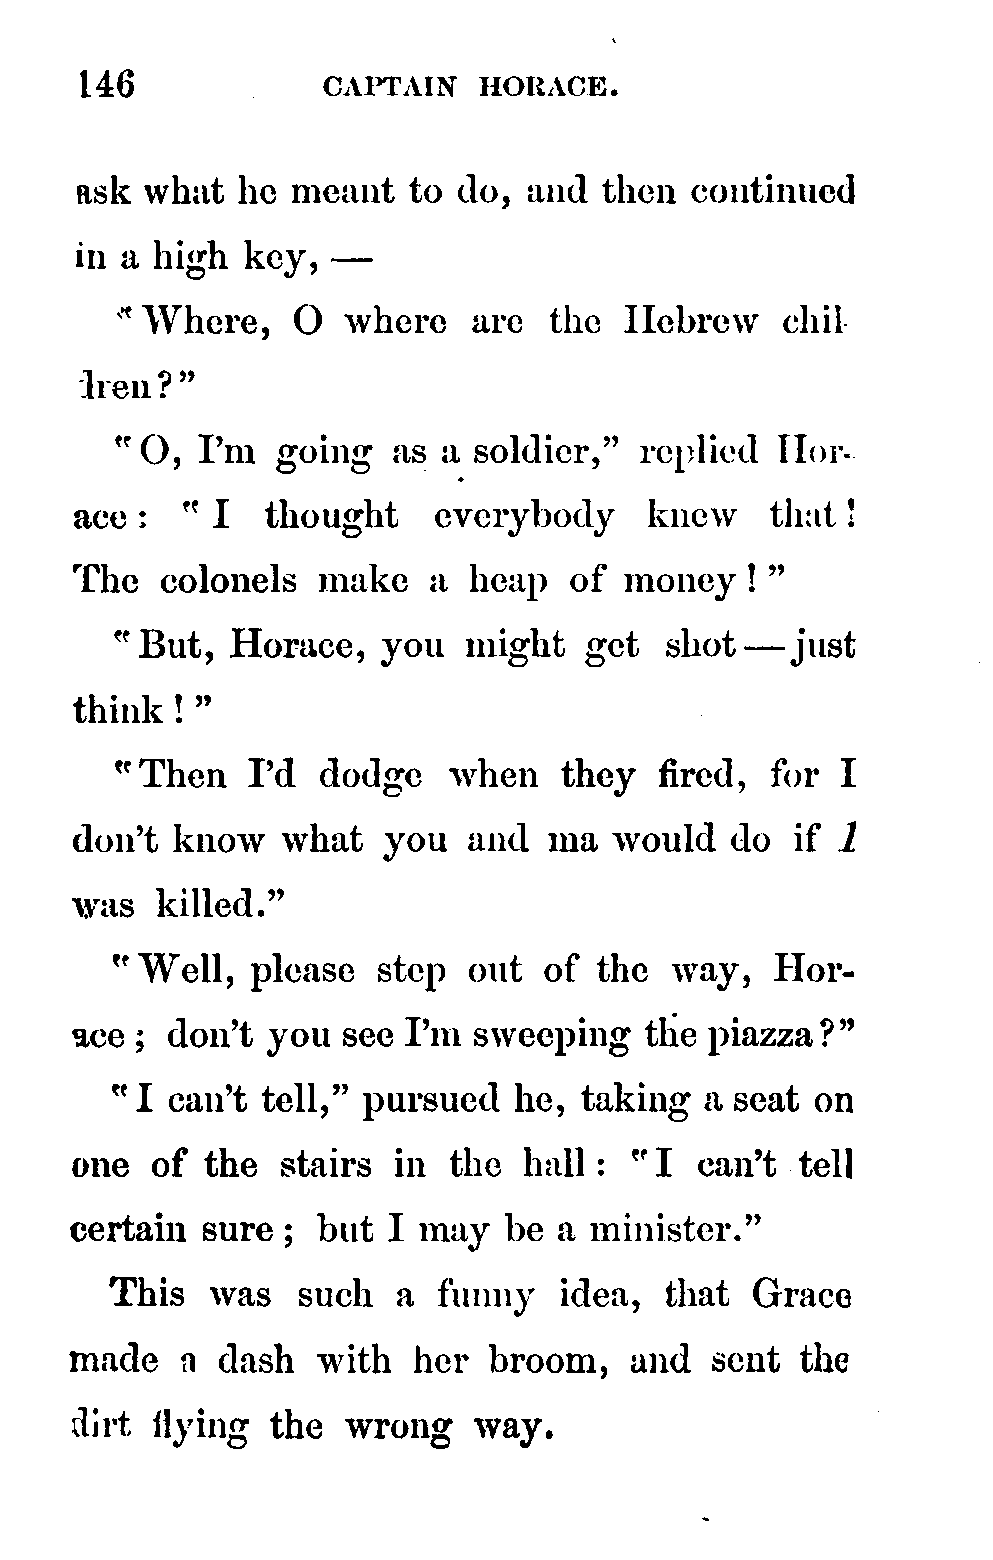 146 CAPTAIN HORACE.
ask what he meant to do, and then continued
in a high key, —
"Where, O where are the Hebrew chil-
dren?"
"O, I'm going as a soldier," replied Hor-
ace: "I thought everybody knew that!
The colonels make a heap of money!"
"But, Horace, you might get shot—just
think!"
"Then I'd dodge when they fired, for I
don't know what you and ma would do if I
was killed."
"Well, please step out of the way, Hor-
ace; don't you see I'm sweeping the piazza?"
"I can't tell," pursued he, taking a seat on
one of the stairs in the hall: "I can't tell
certain sure; but I may be a minister."
This was such a funny idea, that Grace
made a dash with her broom, and sent the
dirt flying the wrong way.